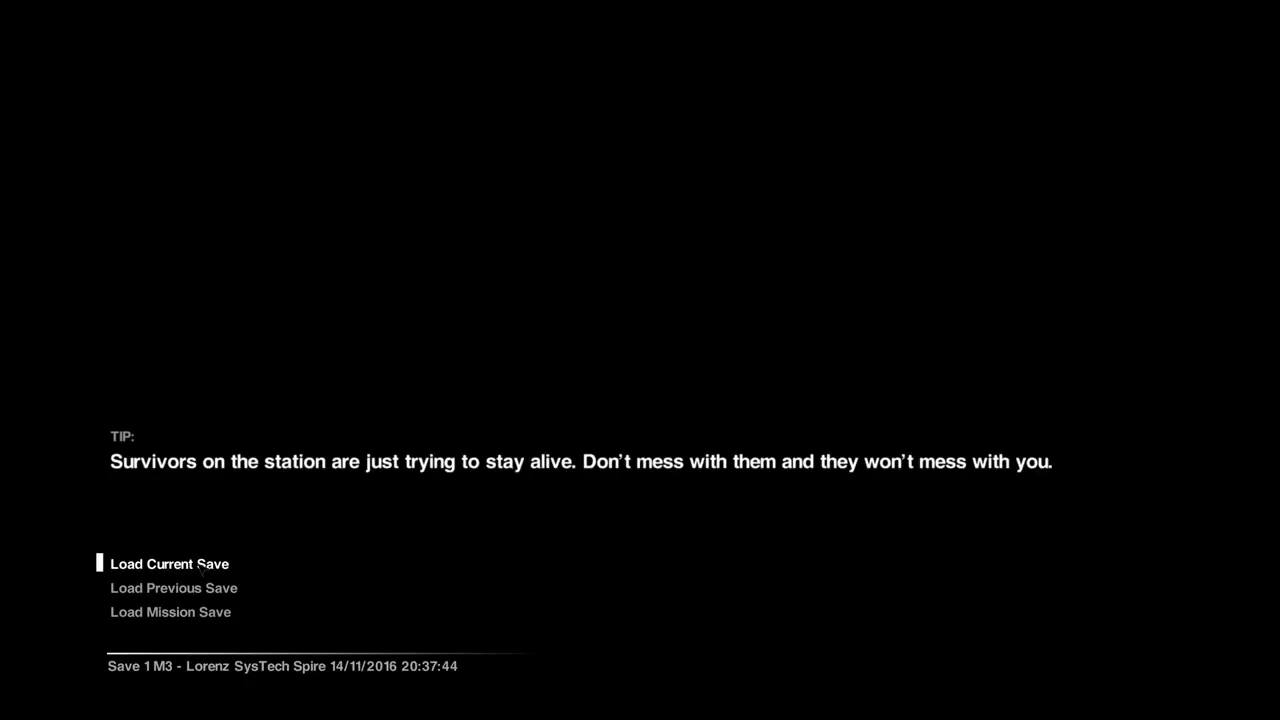 TIP:
Survivors on the station are just trying to stay alive. Don’t mess with them and they won’t mess with you.
Load Current Save
Load Previous Save
Load Mission Save
Save 1 M3 - Lorenz SysTech Spire 14/11/2016 20:37:44